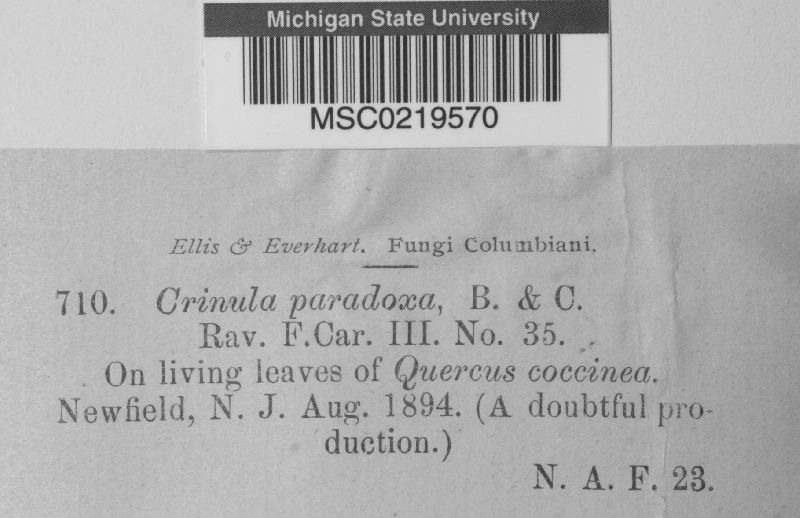 Michigan State University
MSC0219570
Ellis & Everhart. Fungi Columbiani.
710. Crinula paradoxa, B. & C.
Rav. F.Car. III. No. 35.
On living leaves of Quercus coccinea.
Newfield, N. J. Aug. 1894. (A doubtful pro-
duction.)
N. A. F. 23.